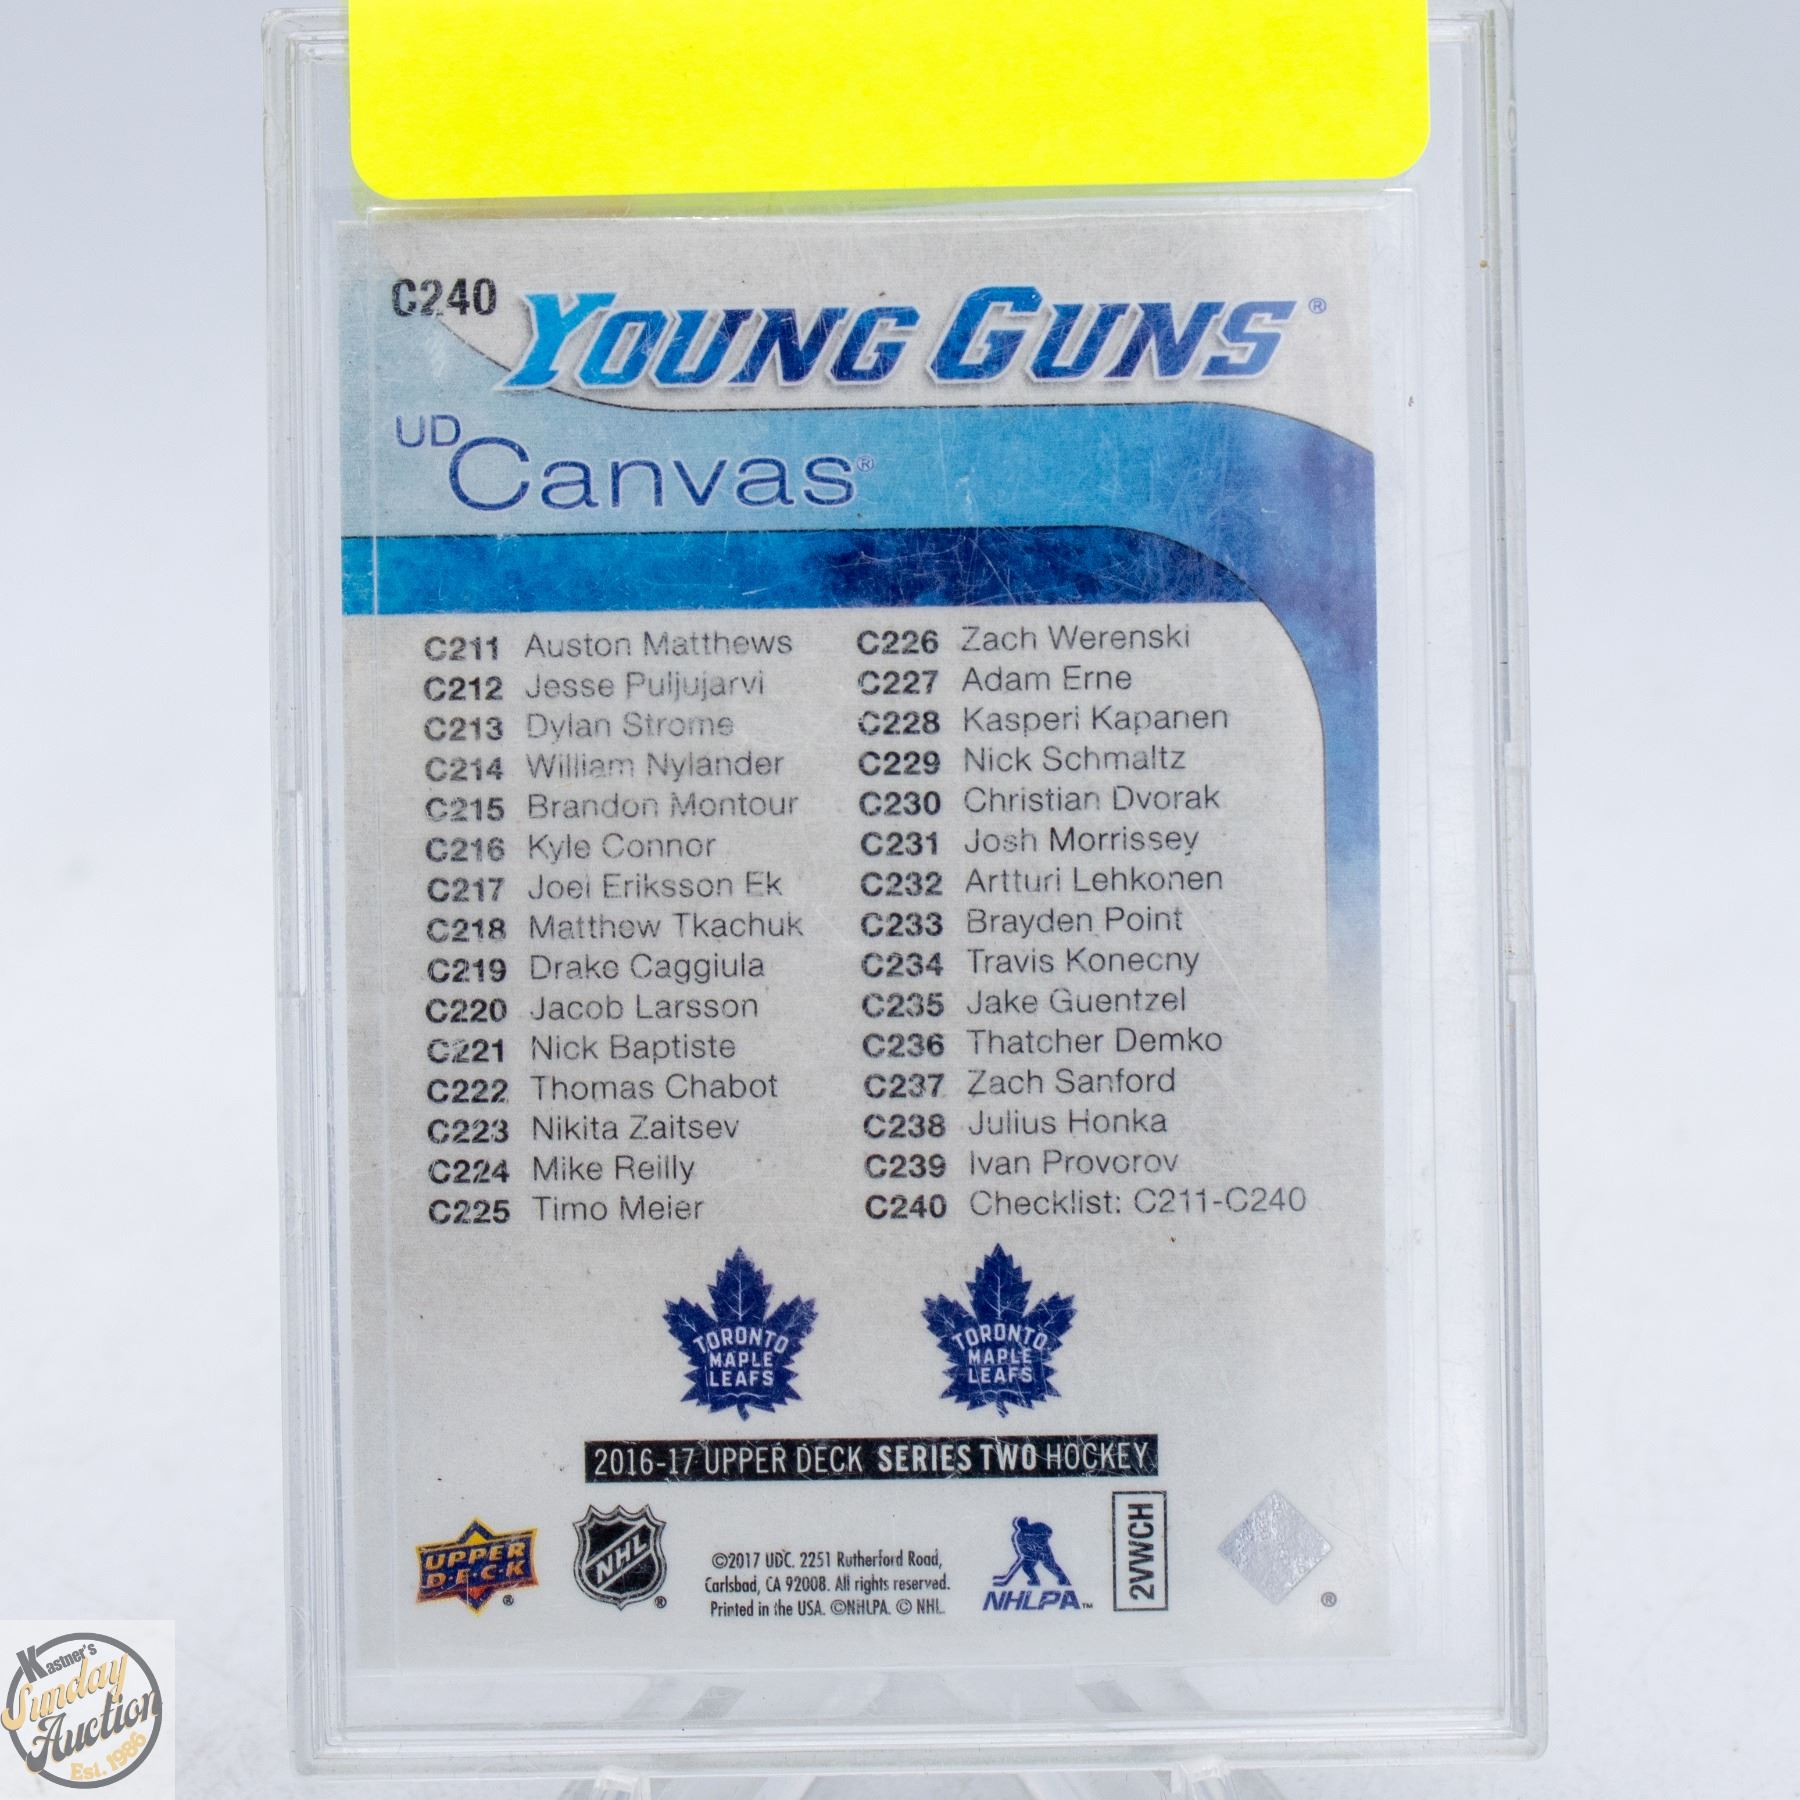 C240 YOUNG GUNS®
UD Canvas®
C211 Auston Matthews
C212 Jesse Puljujarvi
C213 Dylan Strome
C214 William Nylander
C215 Brandon Montour
C216 Kyle Connor
C217 Joel Eriksson Ek
C218 Matthew Tkachuk
C219 Drake Caggiula
C220 Jacob Larsson
C221 Nick Baptiste
C222 Thomas Chabot
C223 Nikita Zaitsev
C224 Mike Reilly
C225 Timo Meier
C226 Zach Werenski
C227 Adam Erne
C228 Kasperi Kapanen
C229 Nick Schmaltz
C230 Christian Dvorak
C231 Josh Morrissey
C232 Artturi Lehkonen
C233 Brayden Point
C234 Travis Konecny
C235 Jake Guentzel
C236 Thatcher Demko
C237 Zach Sanford
C238 Julius Honka
C239 Ivan Provorov
C240 Checklist: C211-C240
TORONTO
MAPLE
LEAFS
TORONTO
MAPLE
LEAFS
2016-17 UPPER DECK SERIES TWO HOCKEY
UPPER
D·E·C·K
®
NHL
®
©2017 UDC. 2251 Rutherford Road,
Carlsbad, CA 92008. All rights reserved.
Printed in the USA. ©NHLPA. © NHL.
NHLPA™
2VWCH
®
Kastner's
Sunday
Auction
Est. 1986